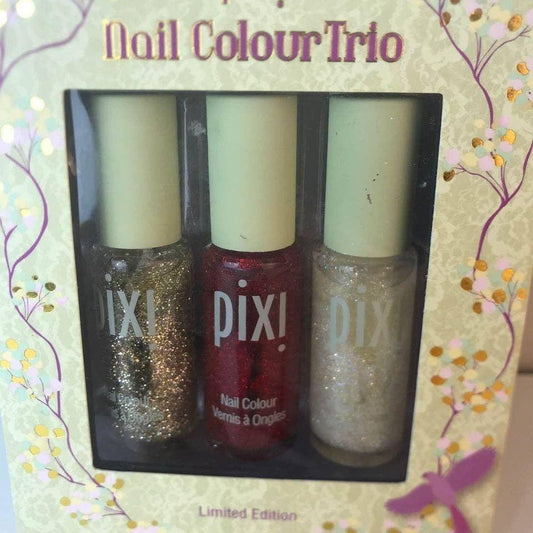 Nail Colour Trio
pixi
pixi
Nail Colour
Vernis à Ongles
pixi
Limited Edition